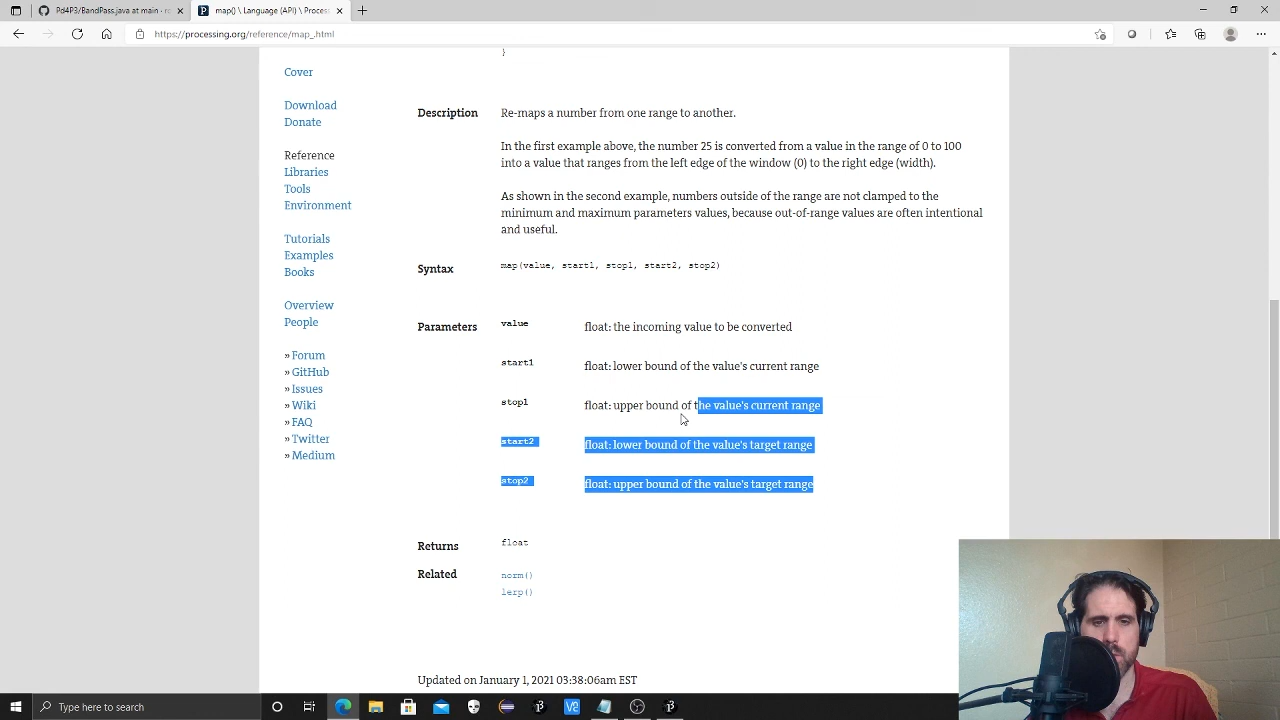 Pd4P3/BandPass.java at main · re
map() \ Language (API) \ Process
https://processing.org/reference/map_.html
}
Cover
Download
Donate
Reference
Libraries
Tools
Environment
Tutorials
Examples
Books
Overview
People
» Forum
» GitHub
» Issues
» Wiki
» FAQ
» Twitter
» Medium
Description
Re-maps a number from one range to another.
In the first example above, the number 25 is converted from a value in the range of 0 to 100
into a value that ranges from the left edge of the window (0) to the right edge (width).
As shown in the second example, numbers outside of the range are not clamped to the
minimum and maximum parameters values, because out-of-range values are often intentional
and useful.
Syntax
map(value, start1, stop1, start2, stop2)
Parameters
value float: the incoming value to be converted
start1 float: lower bound of the value's current range
stop1 float: upper bound of the value's current range
start2 float: lower bound of the value's target range
stop2 float: upper bound of the value's target range
Returns float
Related norm()
lerp()
Updated on January 1, 2021 03:38:06am EST
Type here to search